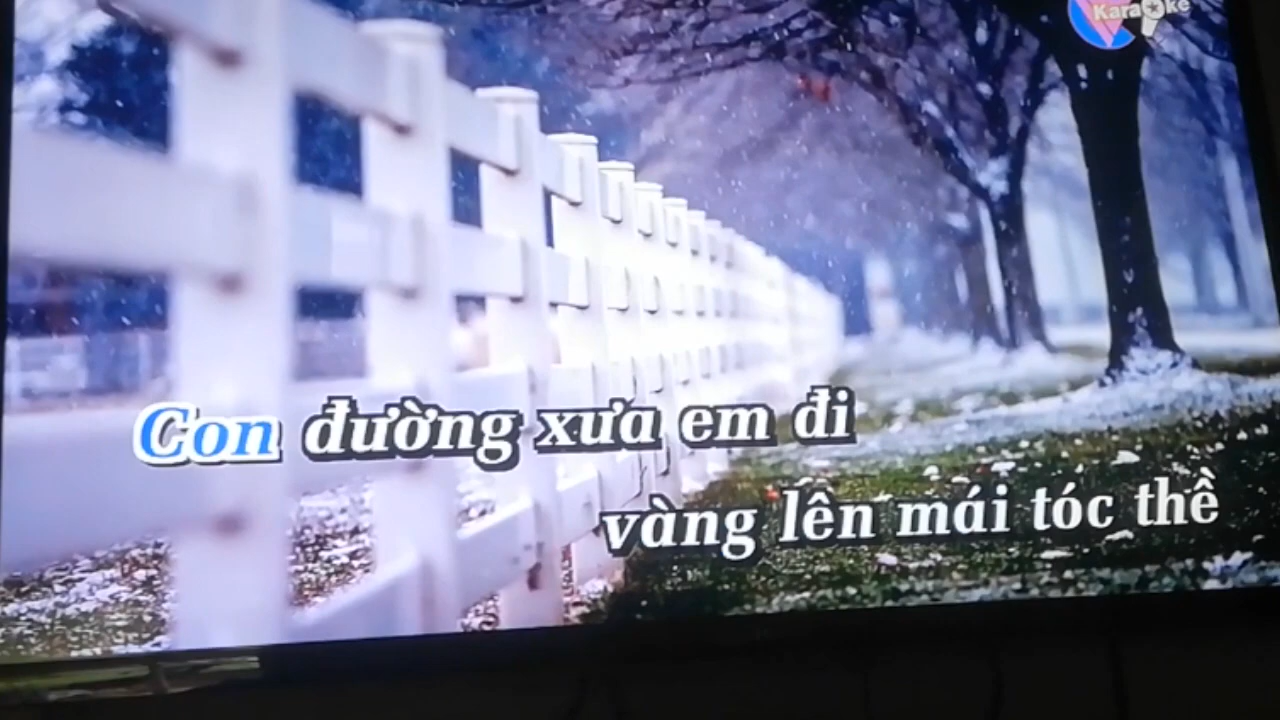 Karaoke
Con đường xưa em đi
vàng lên mái tóc thề